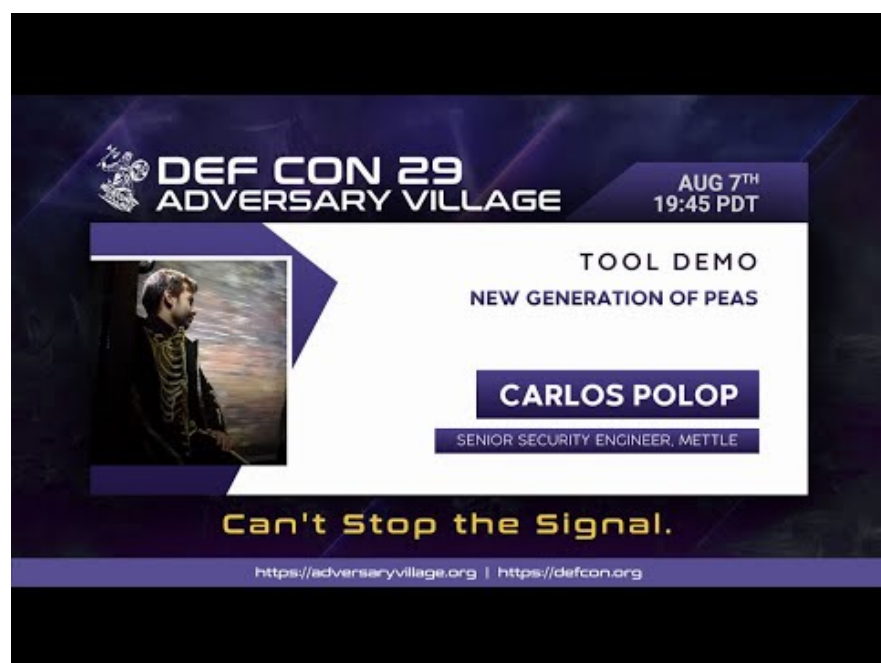 DEF CON 29
ADVERSARY VILLAGE
AUG 7TH
19:45 PDT
TOOL DEMO
NEW GENERATION OF PEAS
CARLOS POLOP
SENIOR SECURITY ENGINEER, METTLE
Can't Stop the Signal.
https://adversaryvillage.org | https://defcon.org